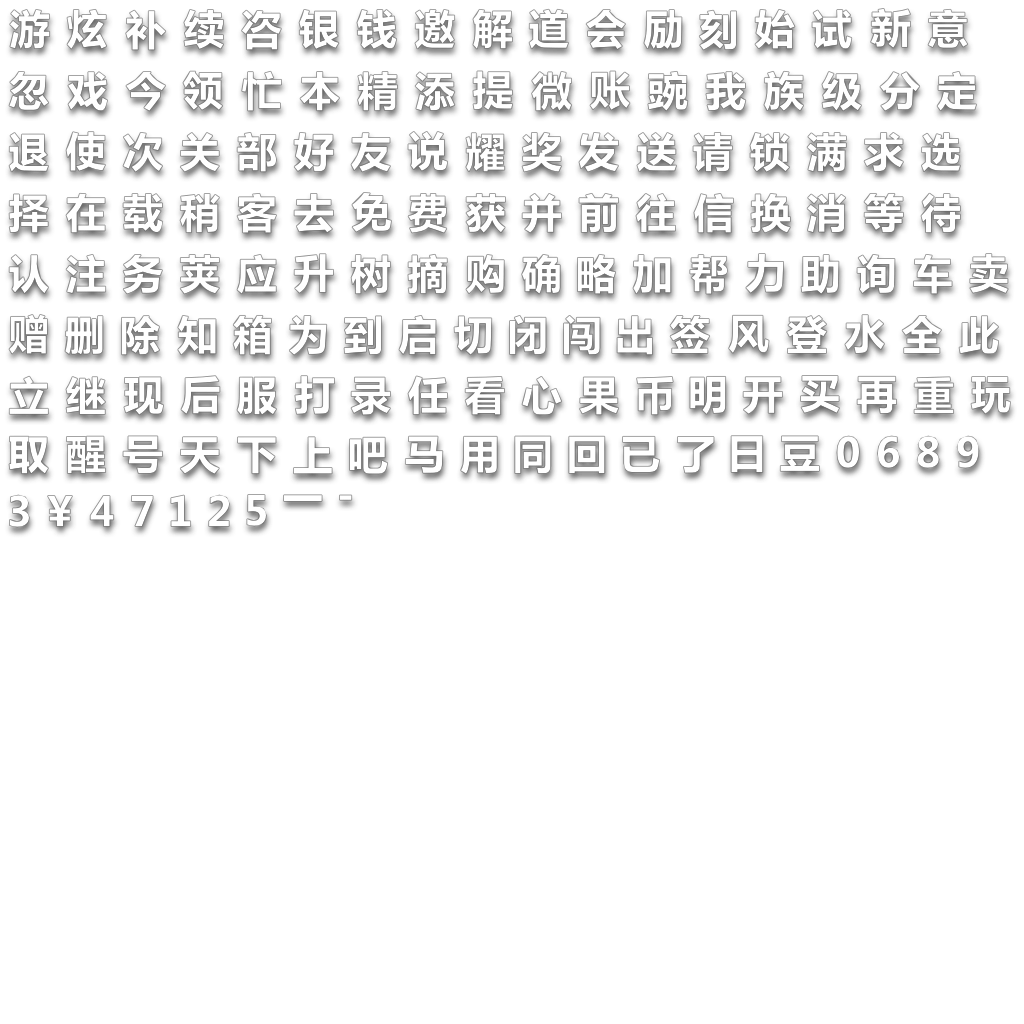 游炫补续咨银钱邀解道会励刻始试新意
忽戏今领忙本精添提微账豌我族级分定
退使次关部好友说耀奖发送请锁满求选
择在载稍客去免费获并前往信换消等待
认注务荚应升树摘购确略加帮力助询车卖
赠删除知箱为到启切闭闯出签风登水全此
立继现后服打录任看心果币明开买再重玩
取醒号天下上吧马用同回已了日豆0689
3¥47125一-